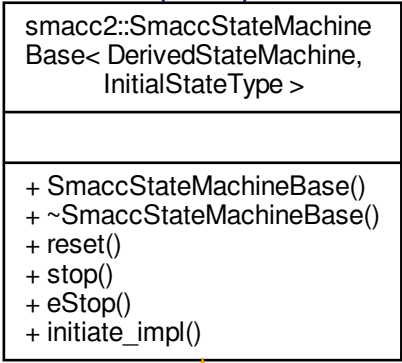 smacc2::SmaccStateMachine
Base< DerivedStateMachine,
InitialStateType >
+ SmaccStateMachineBase()
+ ~SmaccStateMachineBase()
+ reset()
+ stop()
+ eStop()
+ initiate_impl()